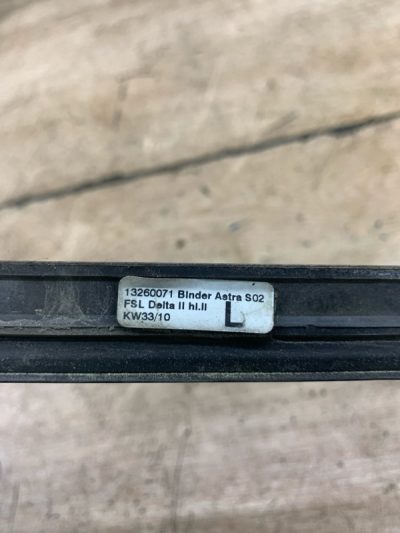 13260071 Binder Astra S02
FSL Delta II hi.li
KW33/10
L